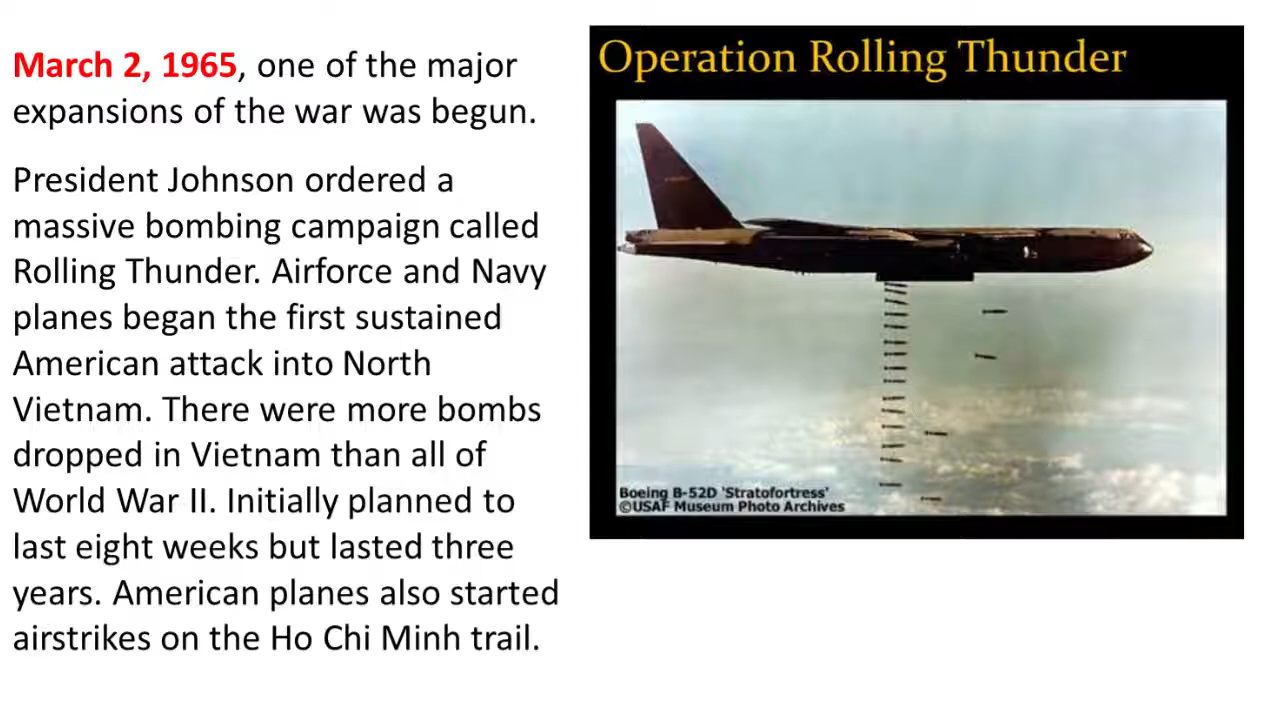 March 2, 1965, one of the major
expansions of the war was begun.
President Johnson ordered a
massive bombing campaign called
Rolling Thunder. Airforce and Navy
planes began the first sustained
American attack into North
Vietnam. There were more bombs
dropped in Vietnam than all of
World War II. Initially planned to
last eight weeks but lasted three
years. American planes also started
airstrikes on the Ho Chi Minh trail.
Operation Rolling Thunder
Boeing B-52D 'Stratofortress'
©USAF Museum Photo Archives